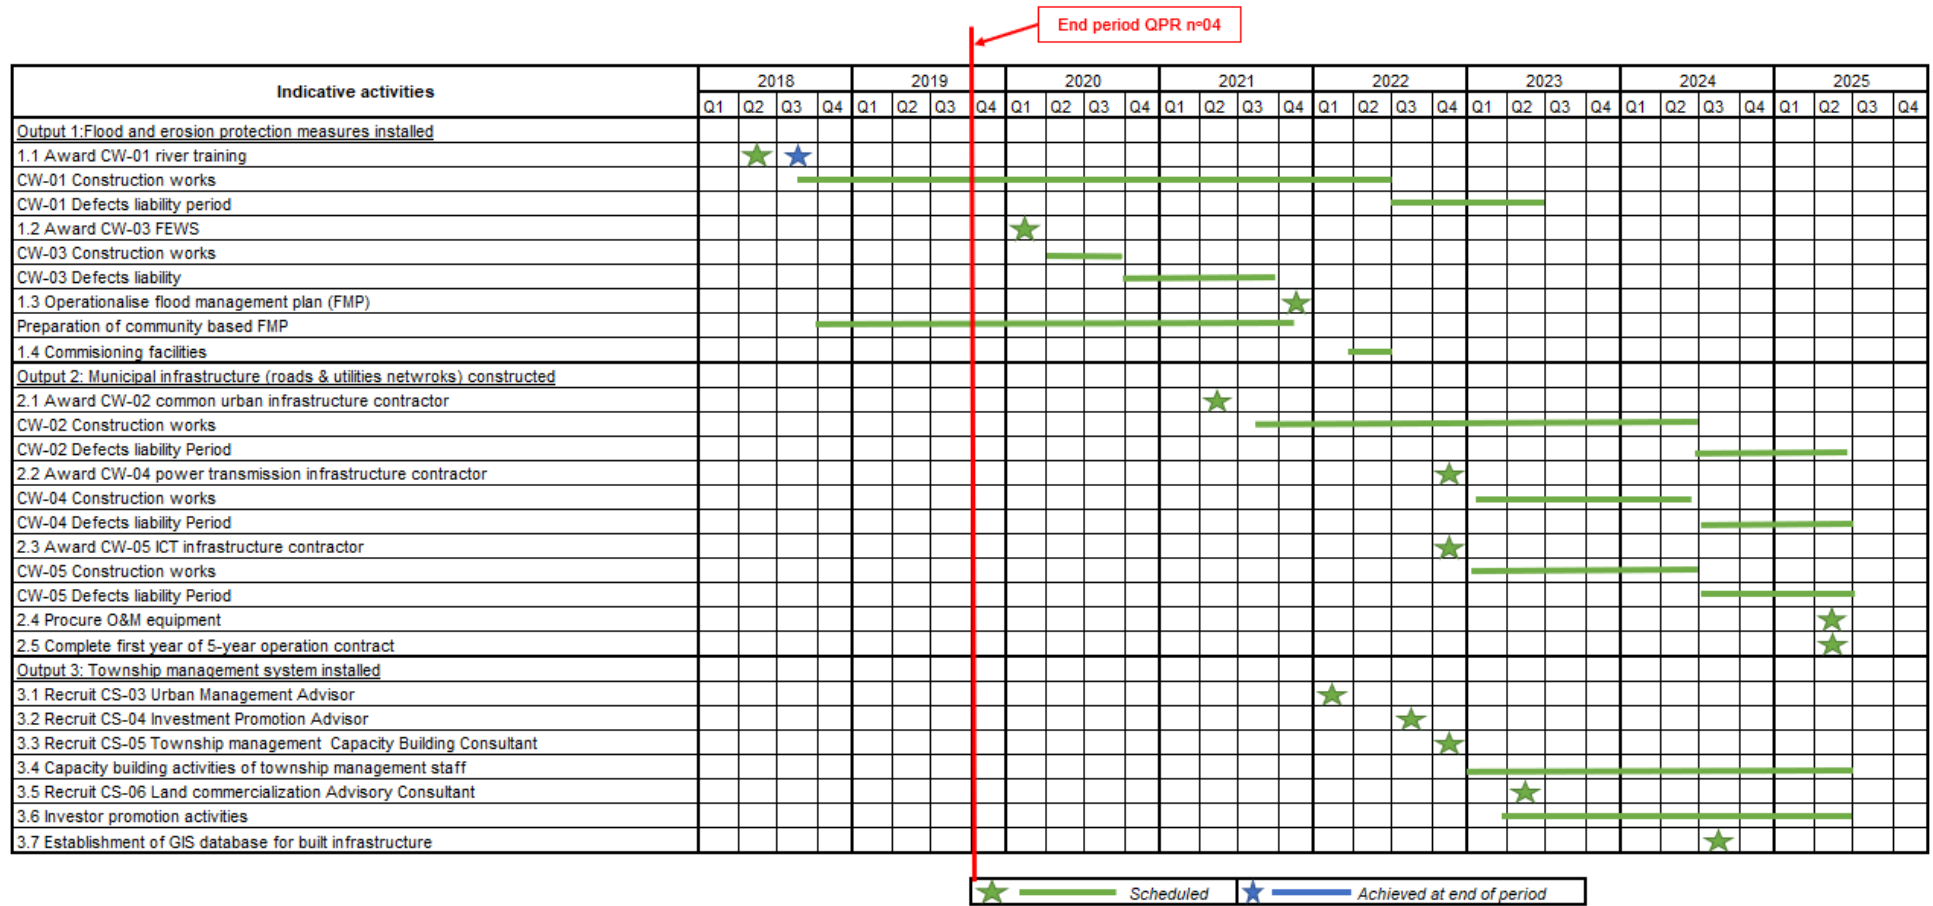 End period QPR nº04
Indicative activities 2018 2019 2020 2021 2022 2023 2024 2025
Q1 Q2 Q3 Q4 Q1 Q2 Q3 Q4 Q1 Q2 Q3 Q4 Q1 Q2 Q3 Q4 Q1 Q2 Q3 Q4 Q1 Q2 Q3 Q4 Q1 Q2 Q3 Q4 Q1 Q2 Q3 Q4
Output 1:Flood and erosion protection measures installed
1.1 Award CW-01 river training
CW-01 Construction works
CW-01 Defects liability period
1.2 Award CW-03 FEWS
CW-03 Construction works
CW-03 Defects liability
1.3 Operationalise flood management plan (FMP)
Preparation of community based FMP
1.4 Commisioning facilities
Output 2: Municipal infrastructure (roads & utilities netwroks) constructed
2.1 Award CW-02 common urban infrastructure contractor
CW-02 Construction works
CW-02 Defects liability Period
2.2 Award CW-04 power transmission infrastructure contractor
CW-04 Construction works
CW-04 Defects liability Period
2.3 Award CW-05 ICT infrastructure contractor
CW-05 Construction works
CW-05 Defects liability Period
2.4 Procure O&M equipment
2.5 Complete first year of 5-year operation contract
Output 3: Township management system installed
3.1 Recruit CS-03 Urban Management Advisor
3.2 Recruit CS-04 Investment Promotion Advisor
3.3 Recruit CS-05 Township management Capacity Building Consultant
3.4 Capacity building activities of township management staff
3.5 Recruit CS-06 Land commercialization Advisory Consultant
3.6 Investor promotion activities
3.7 Establishment of GIS database for built infrastructure
Scheduled Achieved at end of period